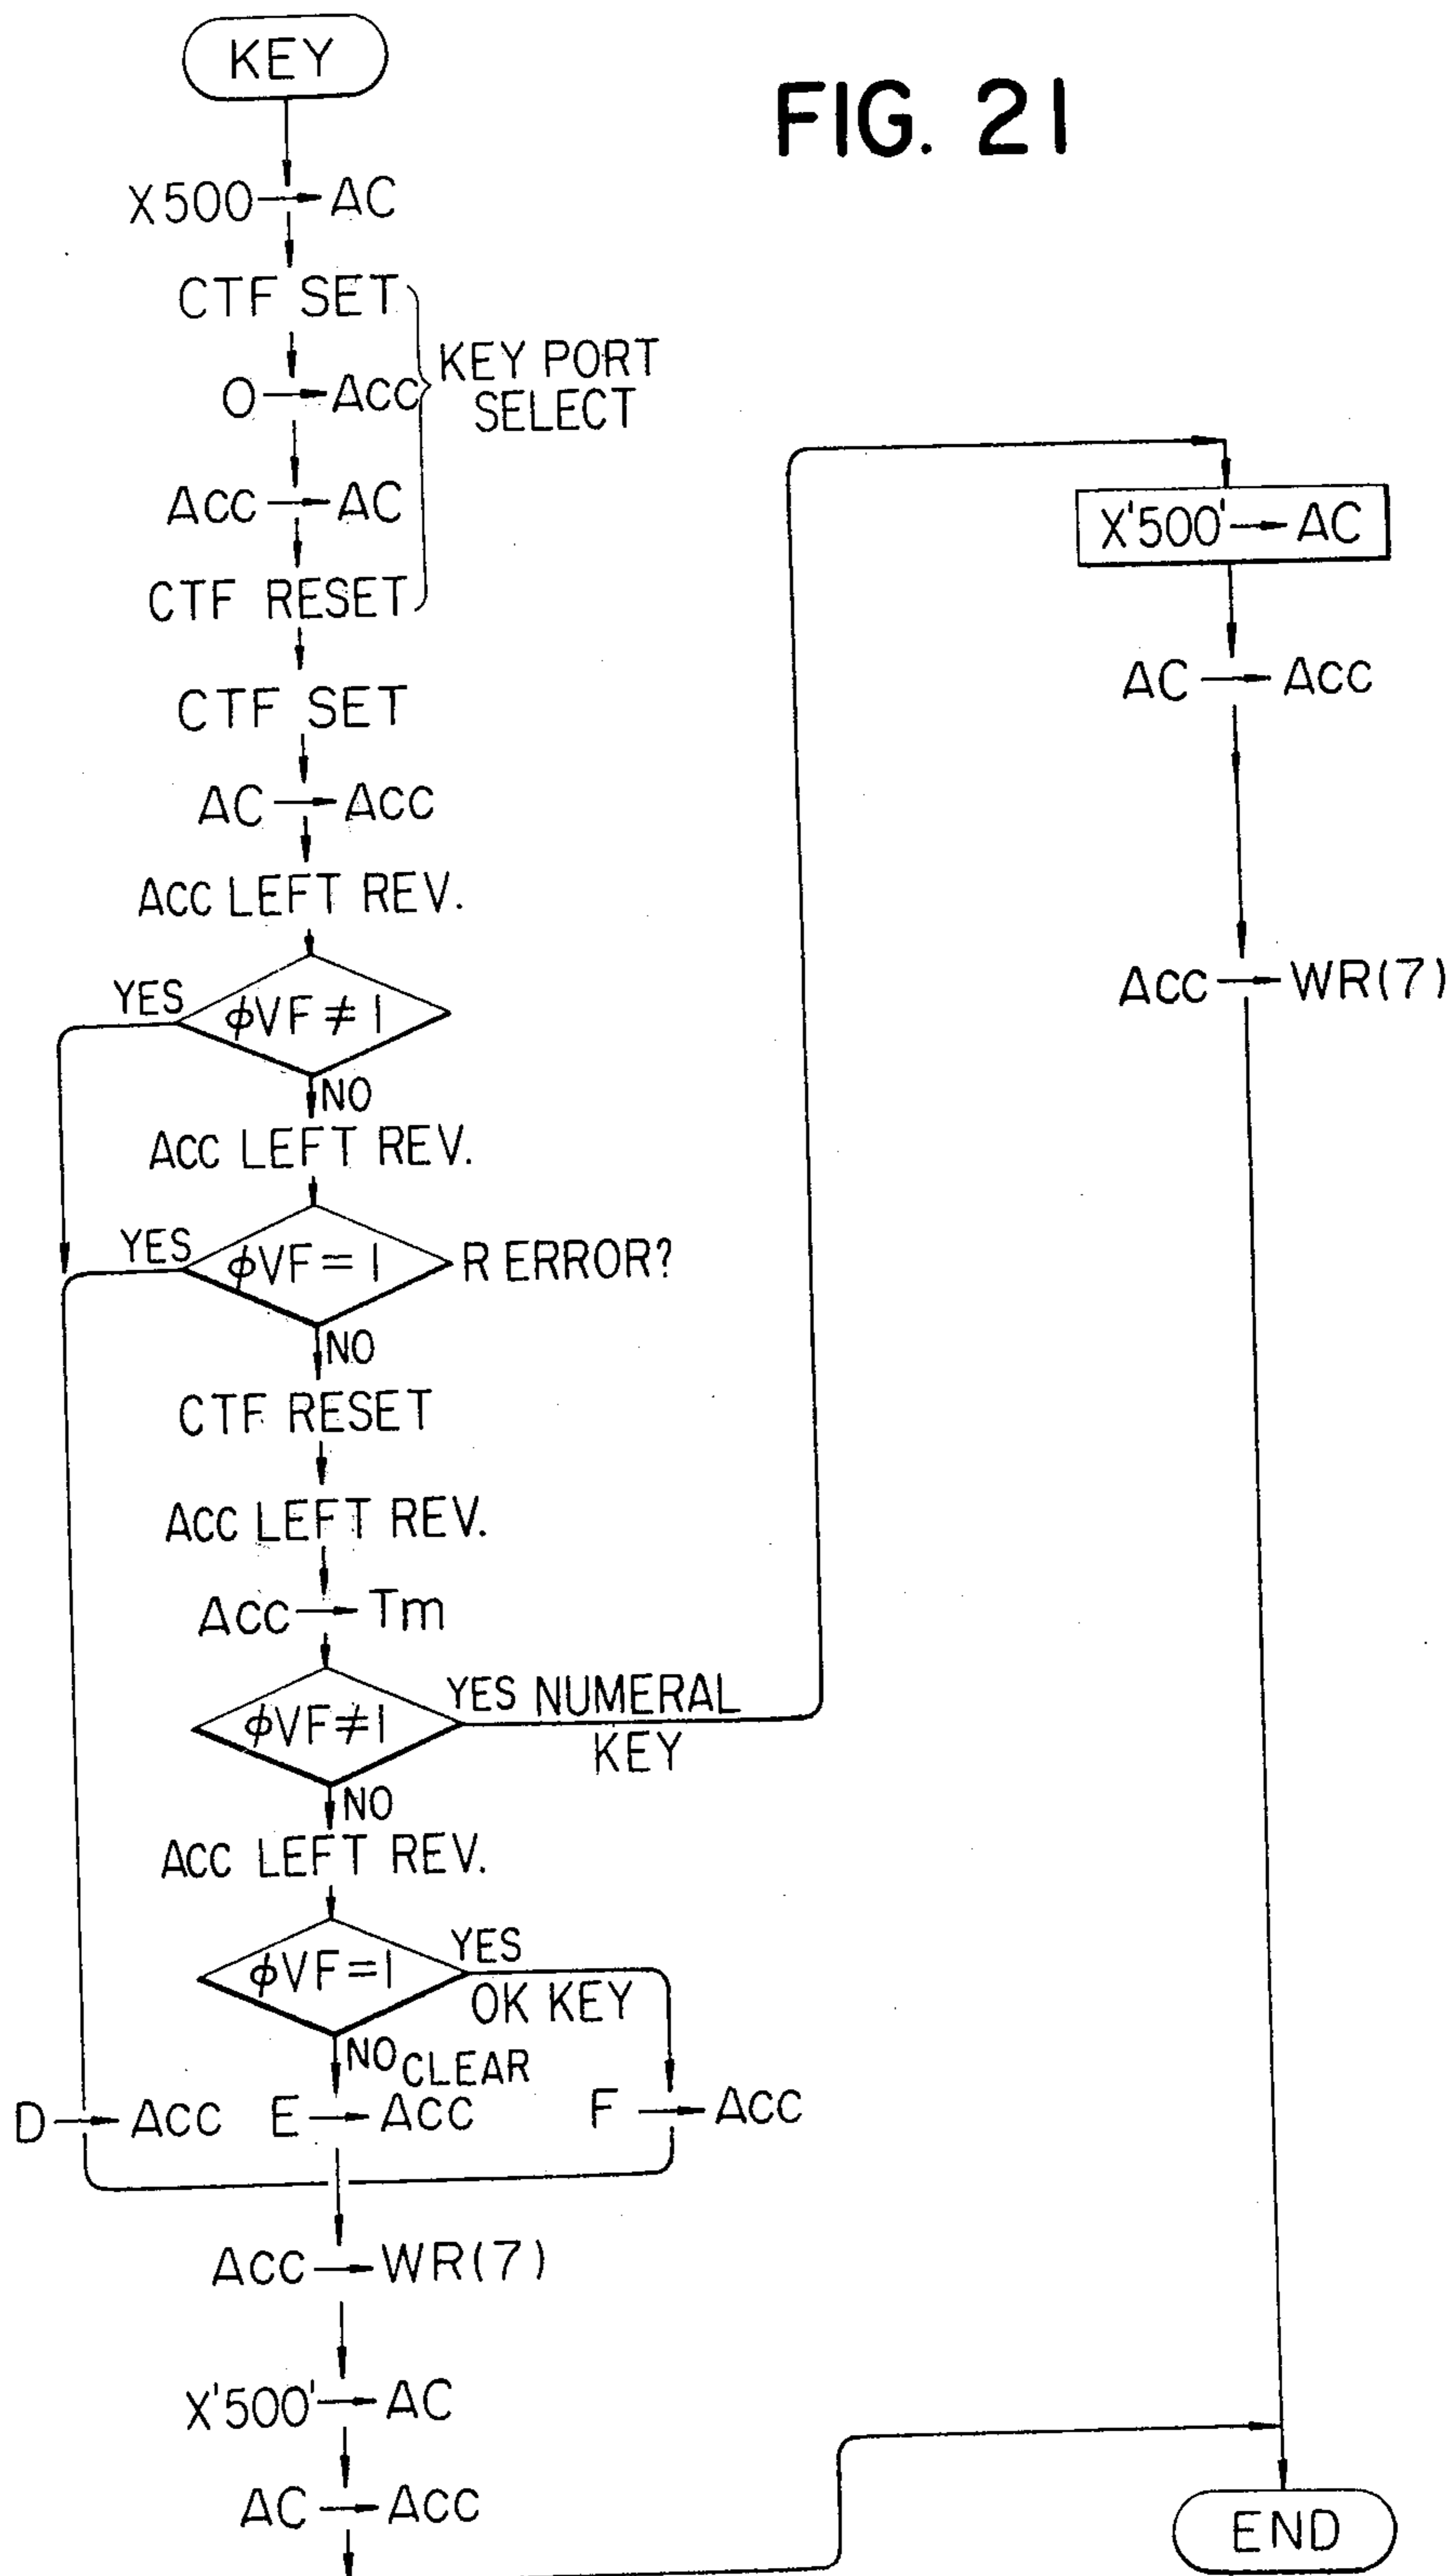 KEY
FIG. 21
X500 → AC
CTF SET
KEY PORT
SELECT
O → Acc
Acc → AC
CTF RESET
CTF SET
AC → Acc
Acc LEFT REV.
YES
ϕVF ≠ 1
NO
Acc LEFT REV.
YES
ϕVF = 1
R ERROR?
NO
CTF RESET
Acc LEFT REV.
Acc → Tm
ϕVF ≠ 1
YES NUMERAL
KEY
NO
Acc LEFT REV.
ϕVF = 1
YES
OK KEY
NO CLEAR
D → Acc
E → Acc
F → Acc
Acc → WR(7)
X'500' → AC
AC → Acc
X'500' → AC
AC → Acc
Acc → WR(7)
END